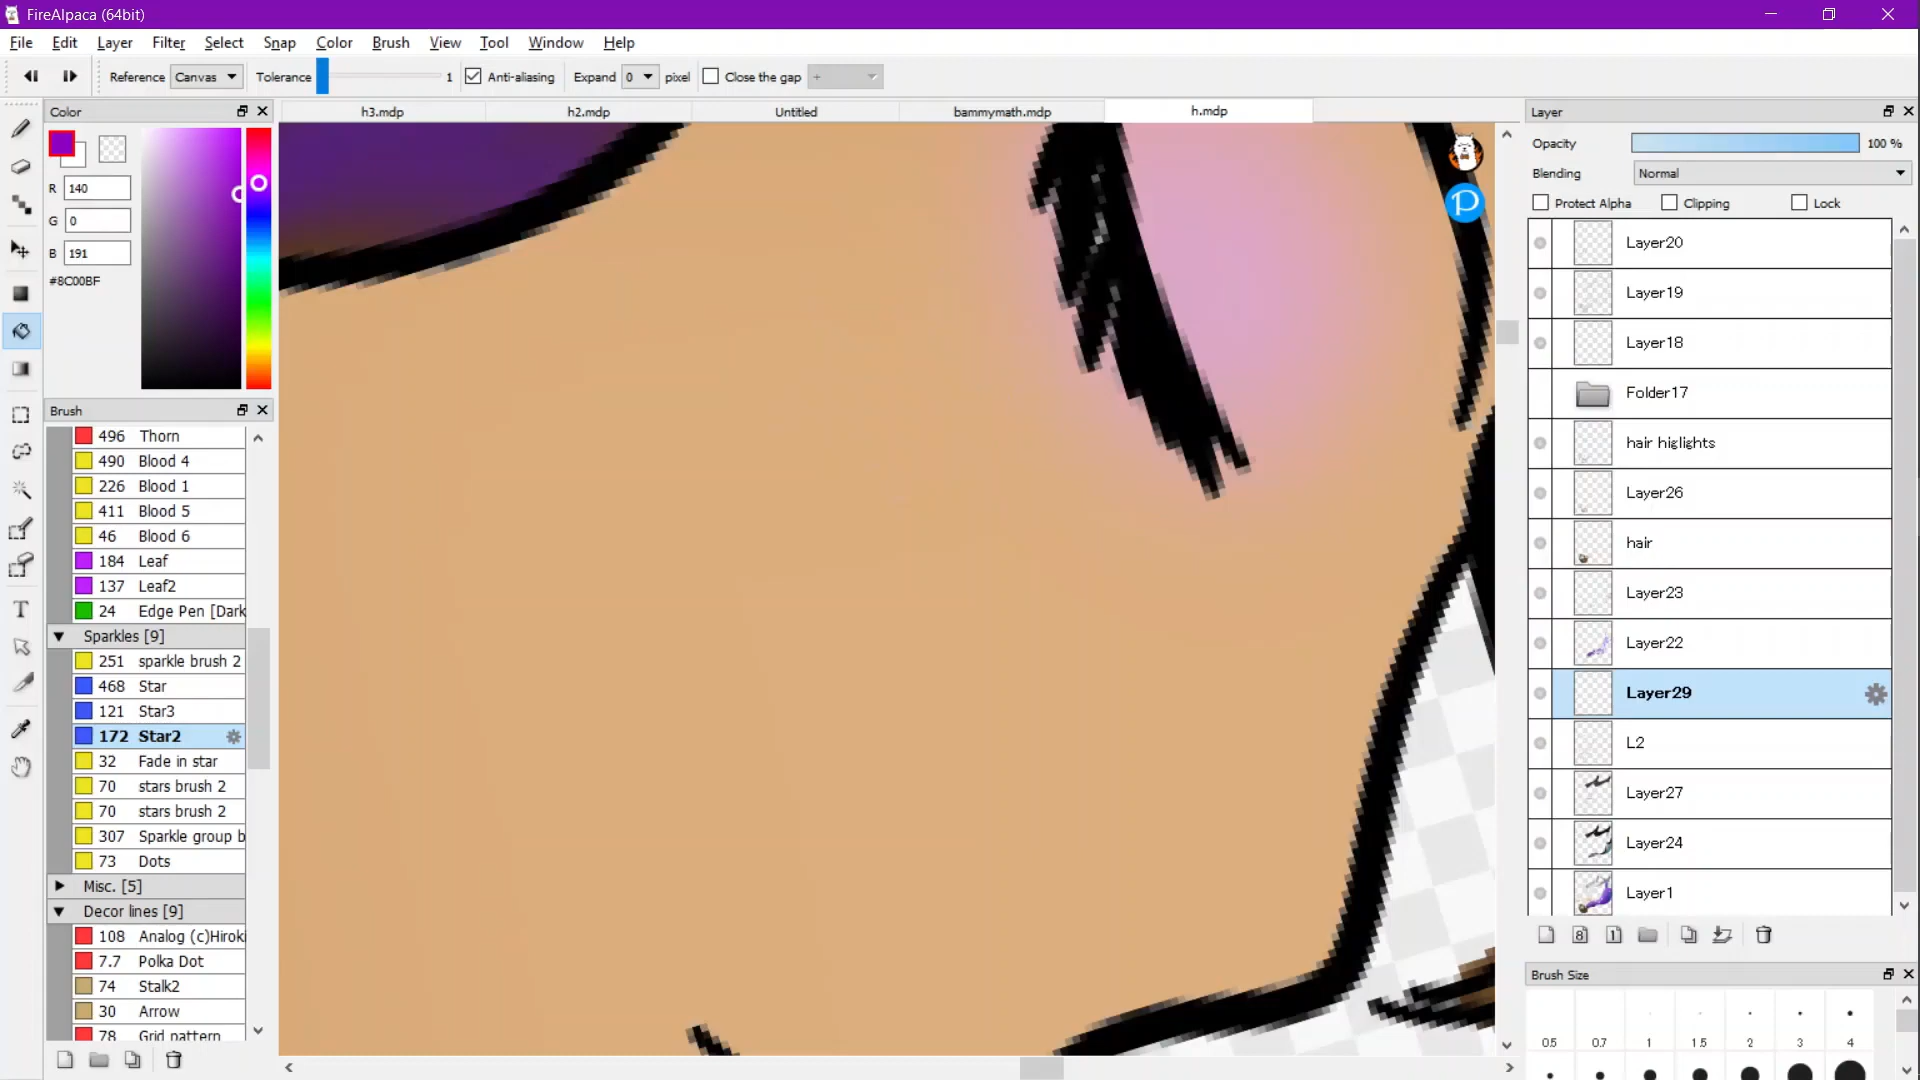 FireAlpaca (64bit)
File Edit Layer Filter Select Snap Color Brush View Tool Window Help
Reference Canvas Tolerance 1 Anti-aliasing Expand 0 pixel Close the gap +
Color
R 140
G 0
B 191
#8C00BF
Brush
496 Thorn
490 Blood 4
226 Blood 1
411 Blood 5
46 Blood 6
184 Leaf
137 Leaf2
24 Edge Pen [Dark
Sparkles [9]
251 sparkle brush 2
468 Star
121 Star3
172 Star2
32 Fade in star
70 stars brush 2
70 stars brush 2
307 Sparkle group b
73 Dots
Misc. [5]
Decor lines [9]
108 Analog (c)Hiroki
7.7 Polka Dot
74 Stalk2
30 Arrow
78 Grid pattern
h3.mdp h2.mdp Untitled bammymath.mdp h.mdp
P
Layer
Opacity 100 %
Blending Normal
Protect Alpha Clipping Lock
Layer20
Layer19
Layer18
Folder17
hair higlights
Layer26
hair
Layer23
Layer22
Layer29
L2
Layer27
Layer24
Layer1
8 1
Brush Size
0.5 0.7 1 1.5 2 3 4